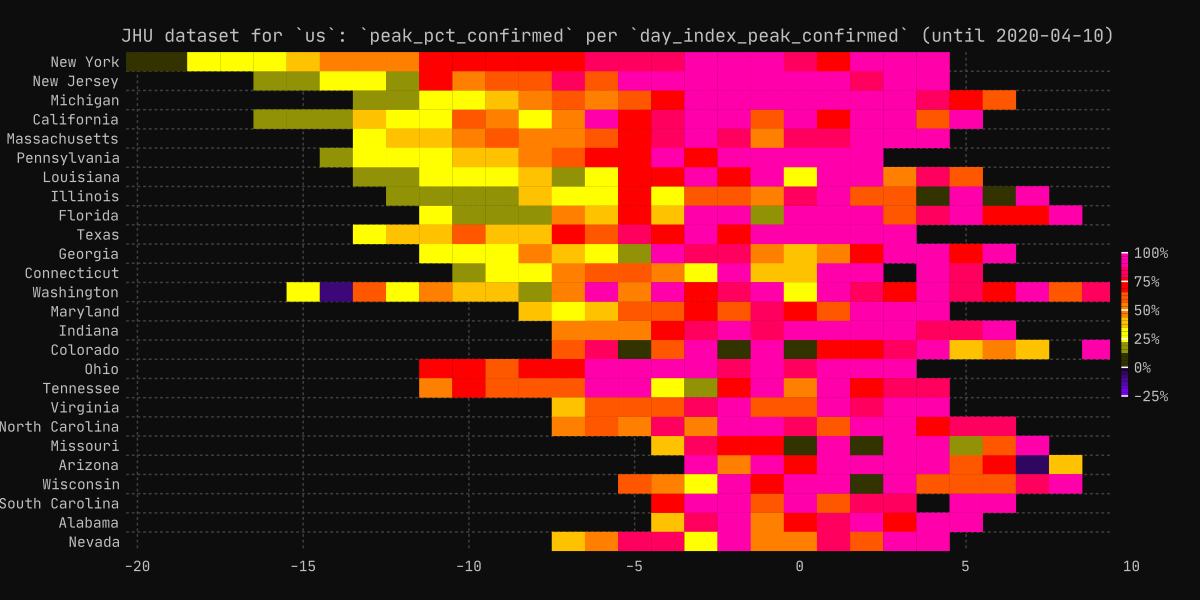 JHU dataset for `us`: `peak_pct_confirmed` per `day_index_peak_confirmed` (until 2020-04-10)
New York
New Jersey
Michigan
California
Massachusetts
Pennsylvania
Louisiana
Illinois
Florida
Texas
Georgia
Connecticut
Washington
Maryland
Indiana
Colorado
Ohio
Tennessee
Virginia
North Carolina
Missouri
Arizona
Wisconsin
South Carolina
Alabama
Nevada
-20 -15 -10 -5 0 5 10
100%
75%
50%
25%
0%
-25%